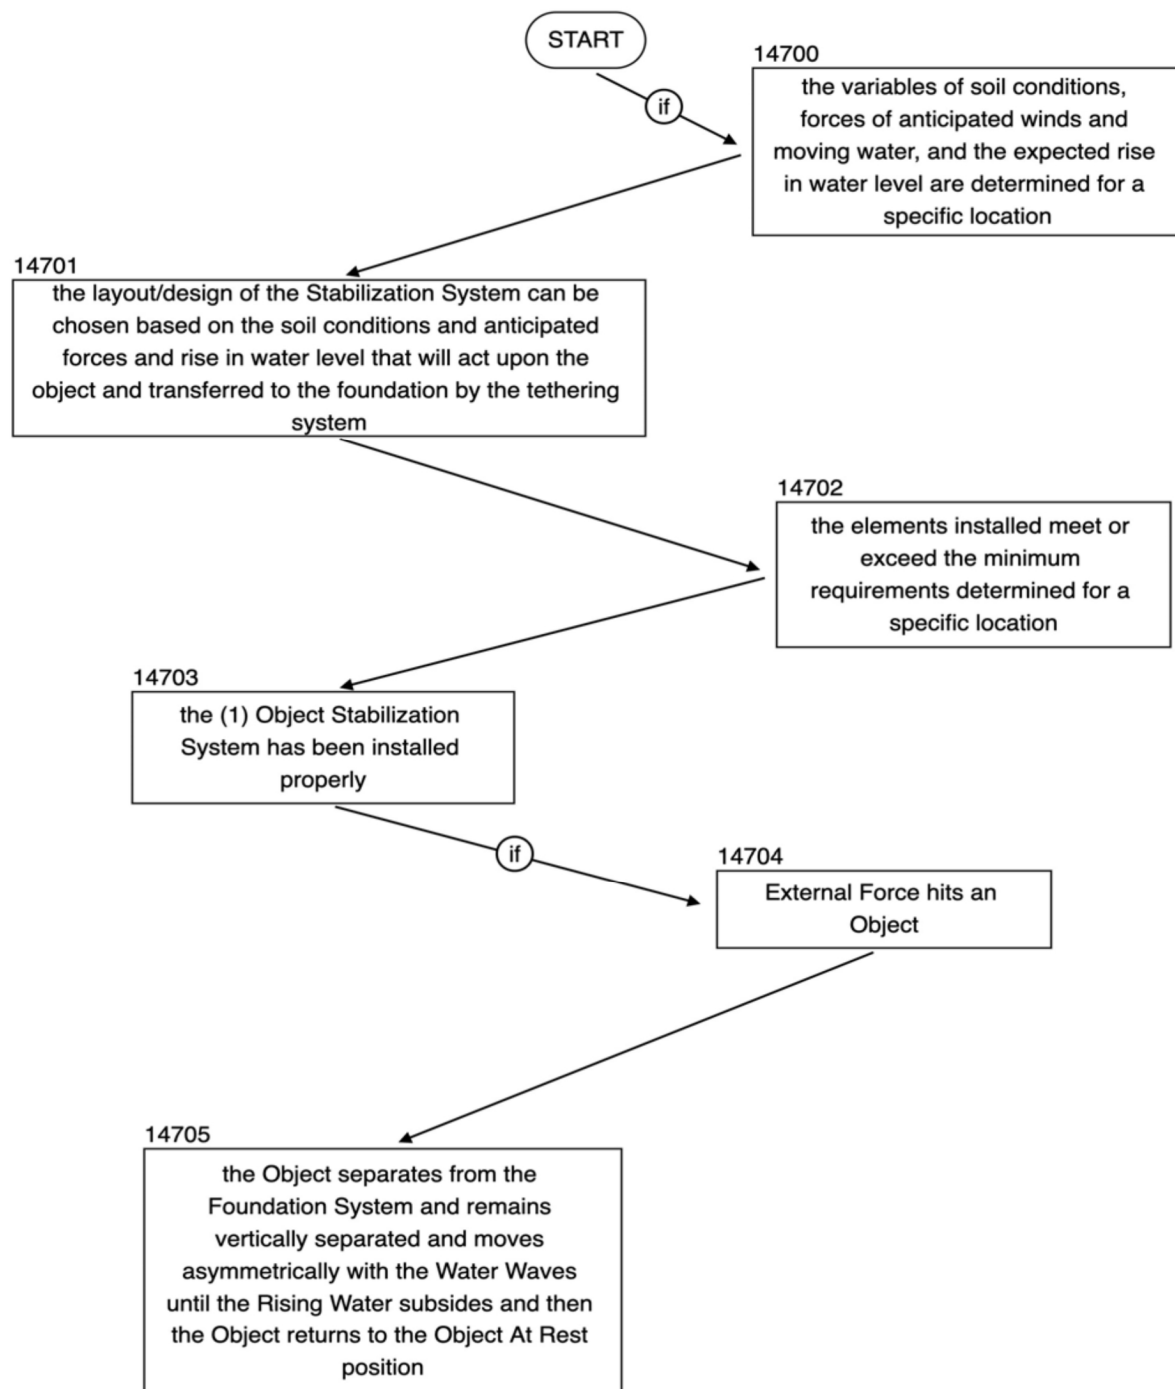 START
if
14700
the variables of soil conditions,
forces of anticipated winds and
moving water, and the expected rise
in water level are determined for a
specific location
14701
the layout/design of the Stabilization System can be
chosen based on the soil conditions and anticipated
forces and rise in water level that will act upon the
object and transferred to the foundation by the tethering
system
14702
the elements installed meet or
exceed the minimum
requirements determined for a
specific location
14703
the (1) Object Stabilization
System has been installed
properly
if
14704
External Force hits an
Object
14705
the Object separates from the
Foundation System and remains
vertically separated and moves
asymmetrically with the Water Waves
until the Rising Water subsides and then
the Object returns to the Object At Rest
position